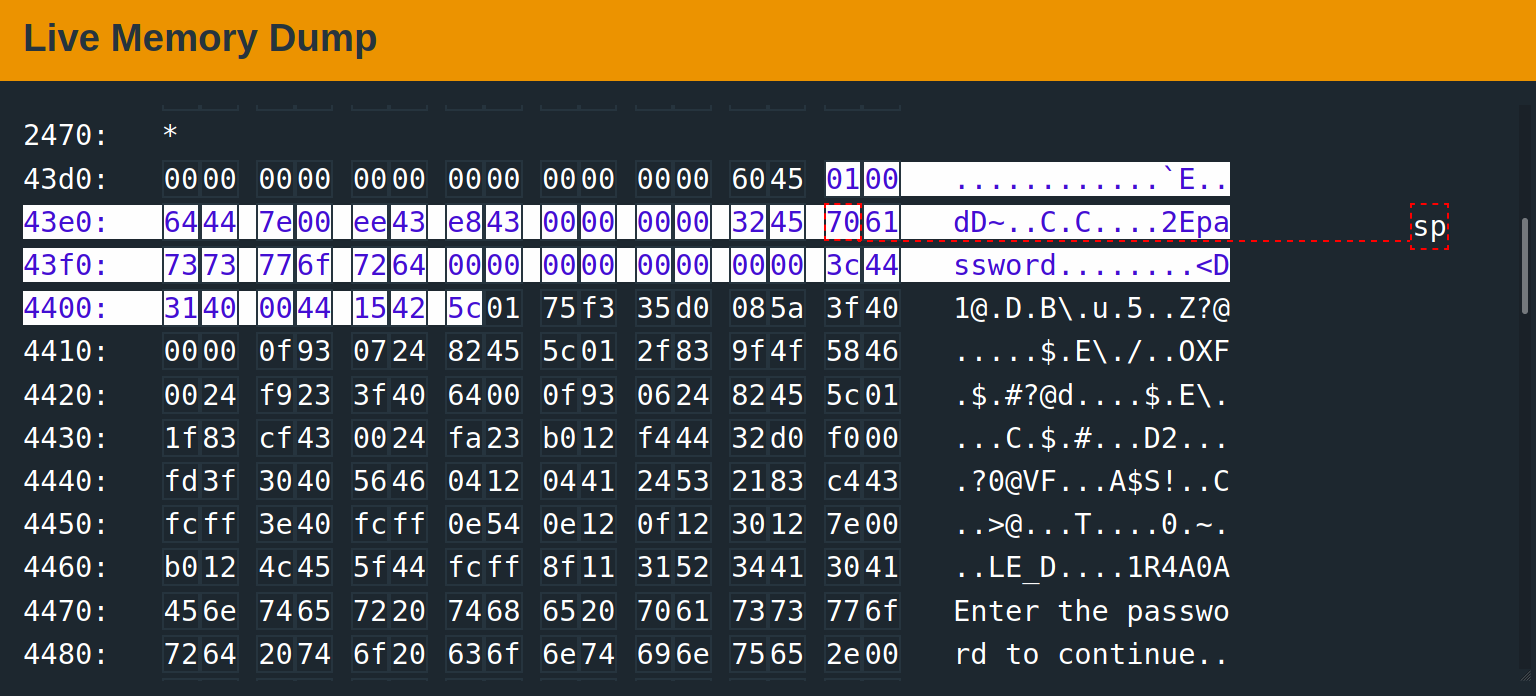 Live Memory Dump
2470: *
43d0: 0000 0000 0000 0000 0000 0000 6045 0100 ............`E..
43e0: 6444 7e00 ee43 e843 0000 0000 3245 7061 dD~..C.C....2Epa
sp
43f0: 7373 776f 7264 0000 0000 0000 0000 3c44 ssword........<D
4400: 3140 0044 1542 5c01 75f3 35d0 085a 3f40 1@.D.B\.u.5..Z?@
4410: 0000 0f93 0724 8245 5c01 2f83 9f4f 5846 .....$.E\./..OXF
4420: 0024 f923 3f40 6400 0f93 0624 8245 5c01 .$.#?@d....$.E\.
4430: 1f83 cf43 0024 fa23 b012 f444 32d0 f000 ...C.$.#...D2...
4440: fd3f 3040 5646 0412 0441 2453 2183 c443 .?0@VF...A$S!..C
4450: fcff 3e40 fcff 0e54 0e12 0f12 3012 7e00 ..>@...T....0.~.
4460: b012 4c45 5f44 fcff 8f11 3152 3441 3041 ..LE_D....1R4A0A
4470: 456e 7465 7220 7468 6520 7061 7373 776f Enter the passwo
4480: 7264 2074 6f20 636f 6e74 696e 7565 2e00 rd to continue..